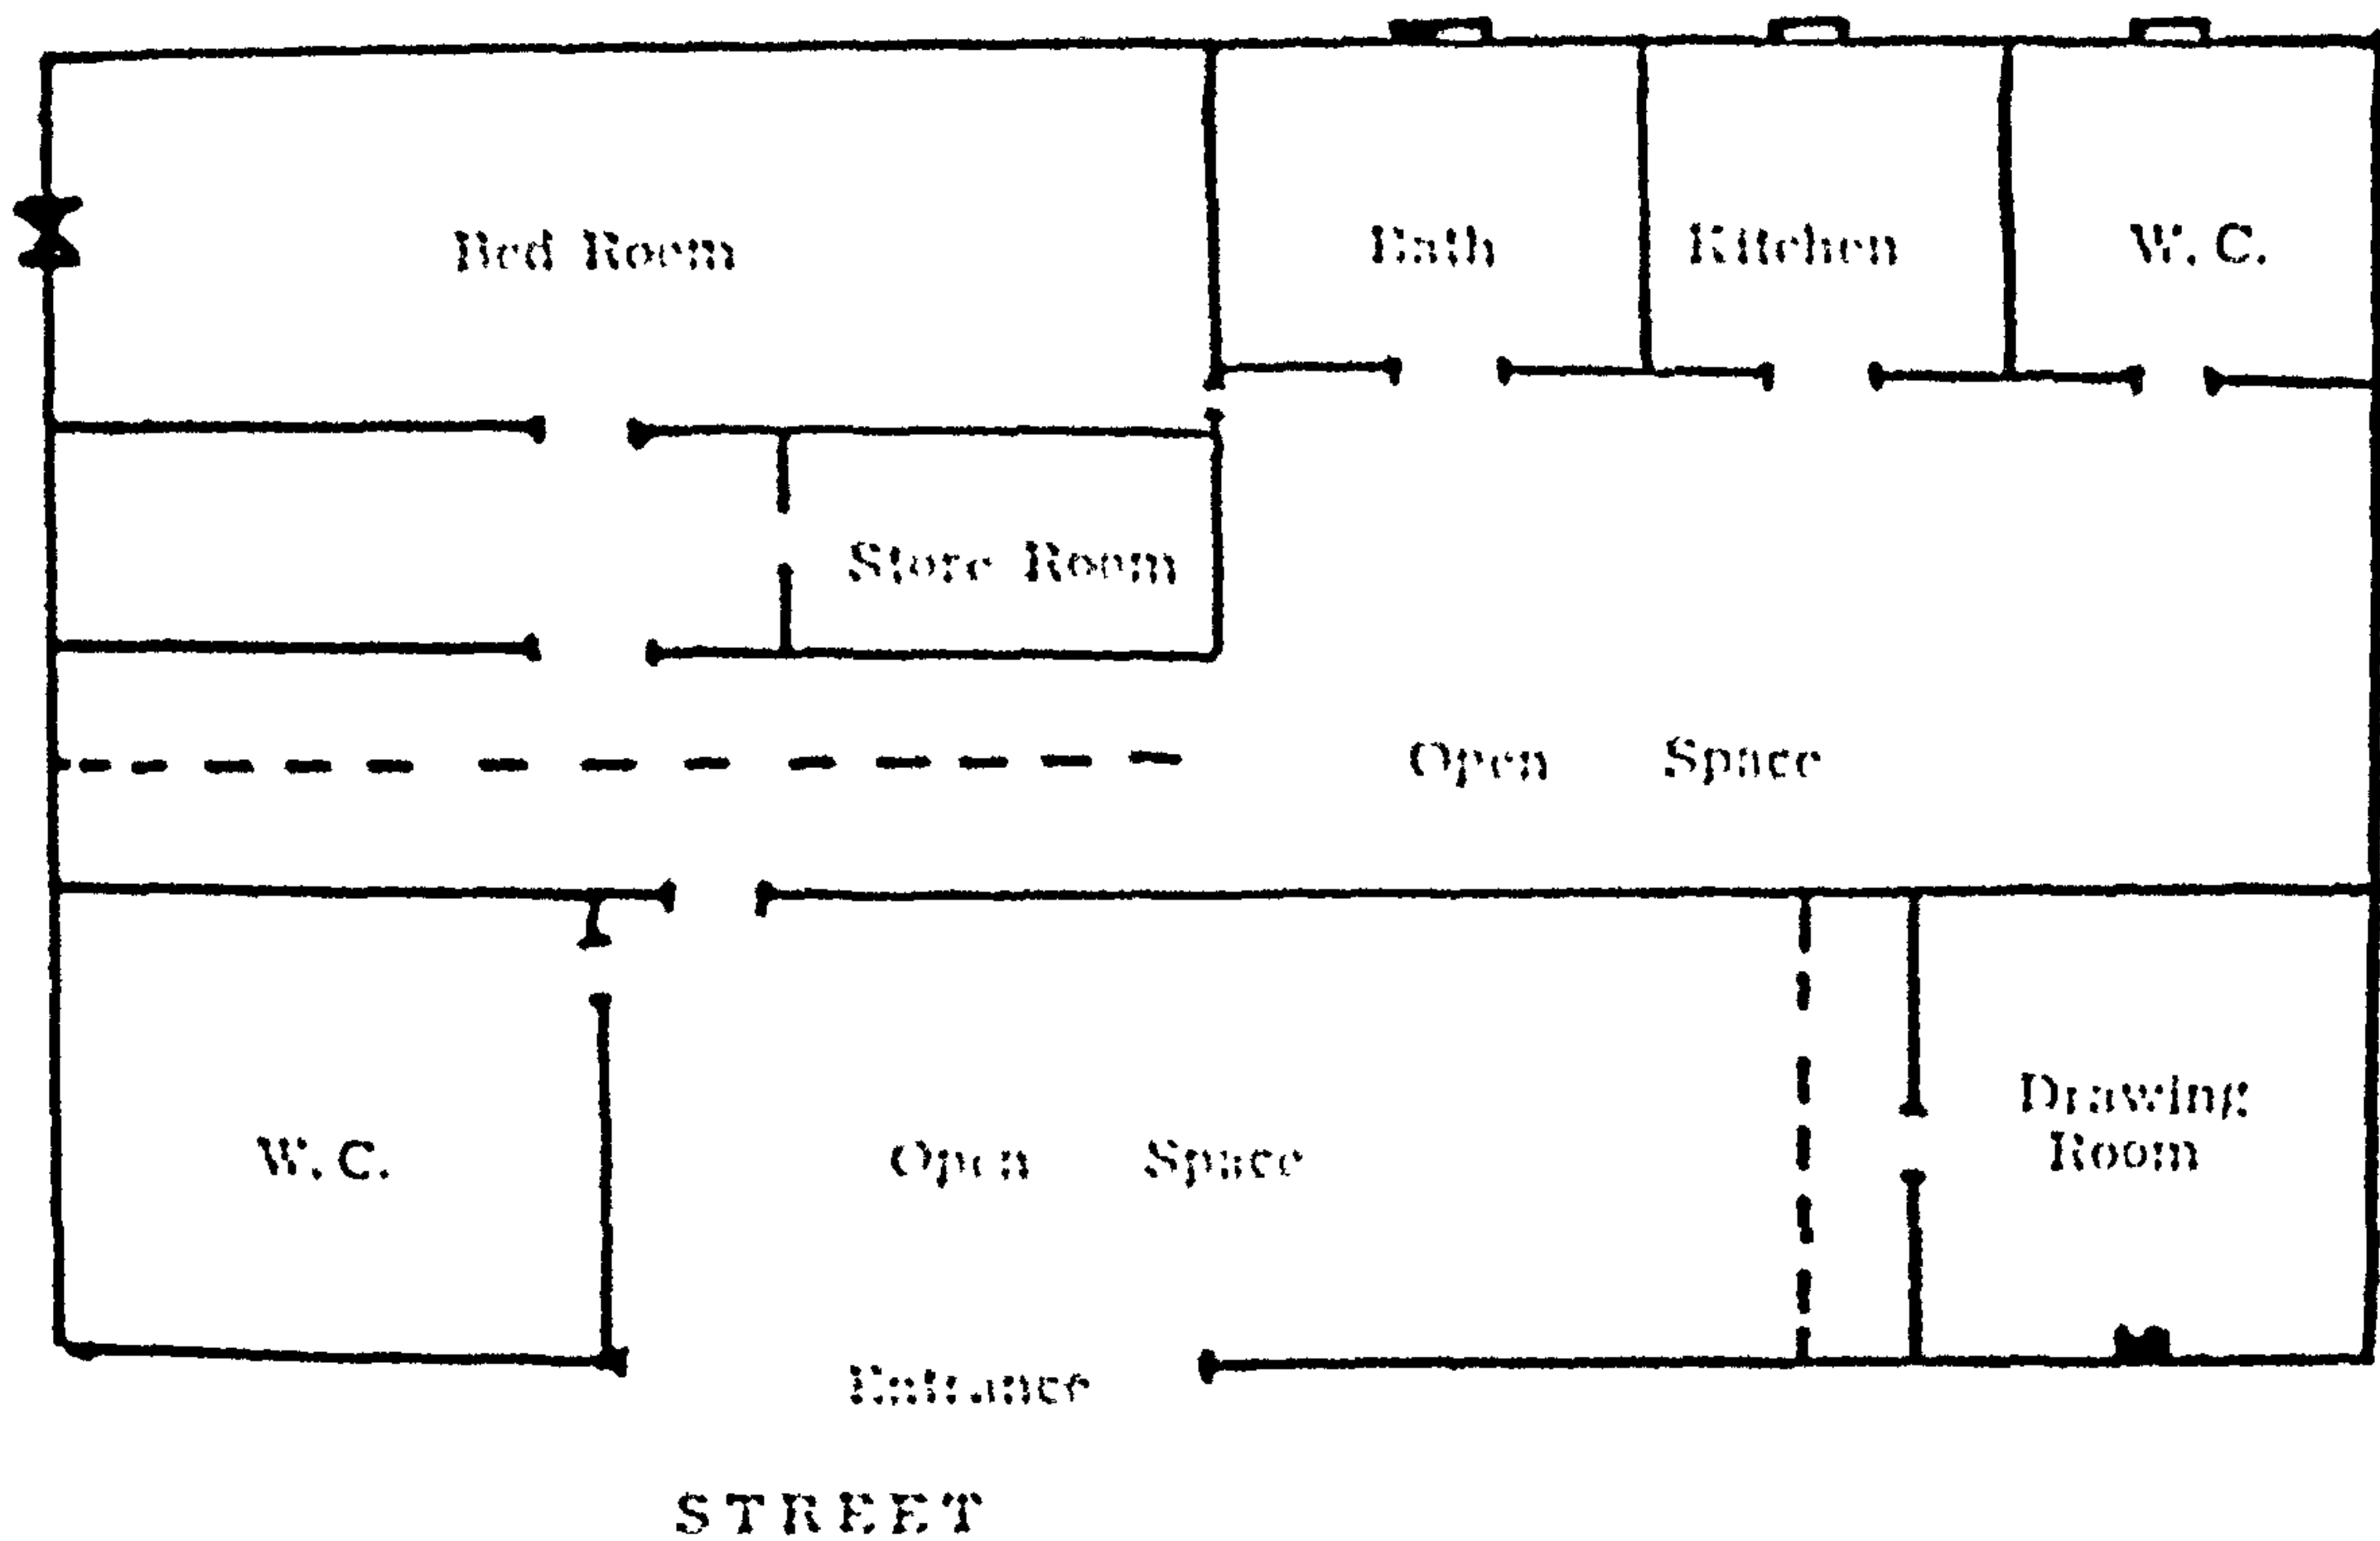 Bed Room
Bath
Kitchen
W. C.
Store Room
Open Space
W. C.
Open Space
Drawing
Room
Entrance
STREET